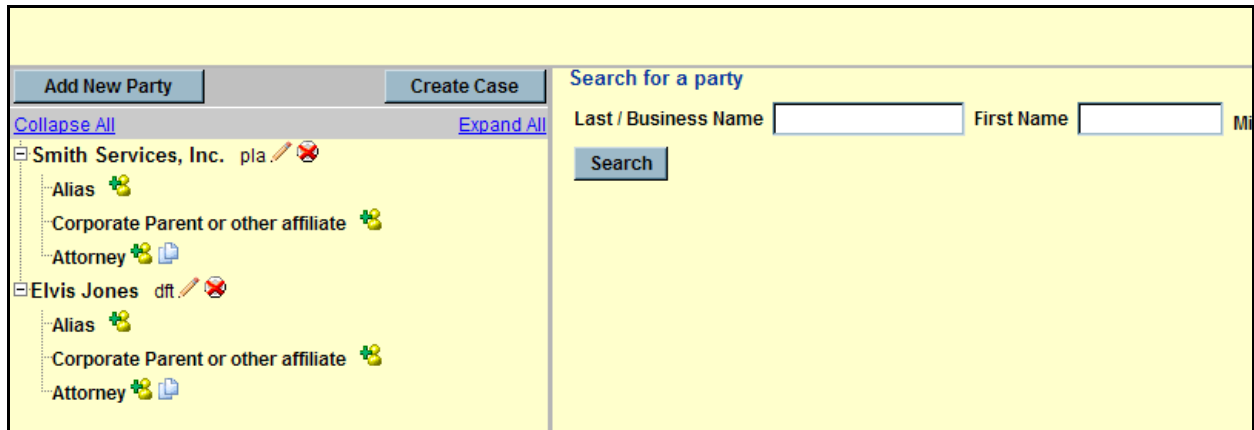 Add New Party Create Case
Collapse All Expand All
Smith Services, Inc. pla
Alias
Corporate Parent or other affiliate
Attorney
Elvis Jones dft
Alias
Corporate Parent or other affiliate
Attorney
Search for a party
Last / Business Name First Name Mi
Search